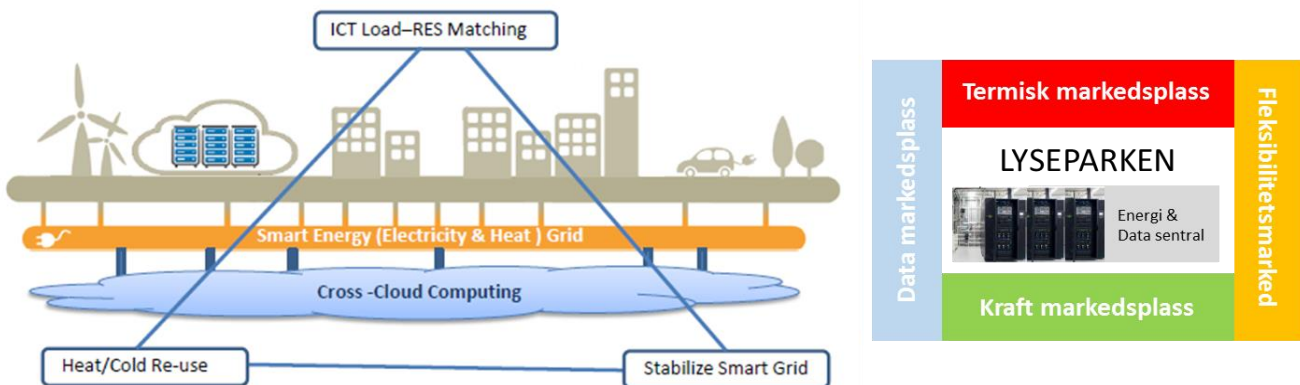 ICT Load–RES Matching
Smart Energy (Electricity & Heat ) Grid
Cross -Cloud Computing
Heat/Cold Re-use
Stabilize Smart Grid
Data markedsplass
Termisk markedsplass
LYSEPARKEN
Energi &
Data sentral
Kraft markedsplass
Fleksibilitetsmarked